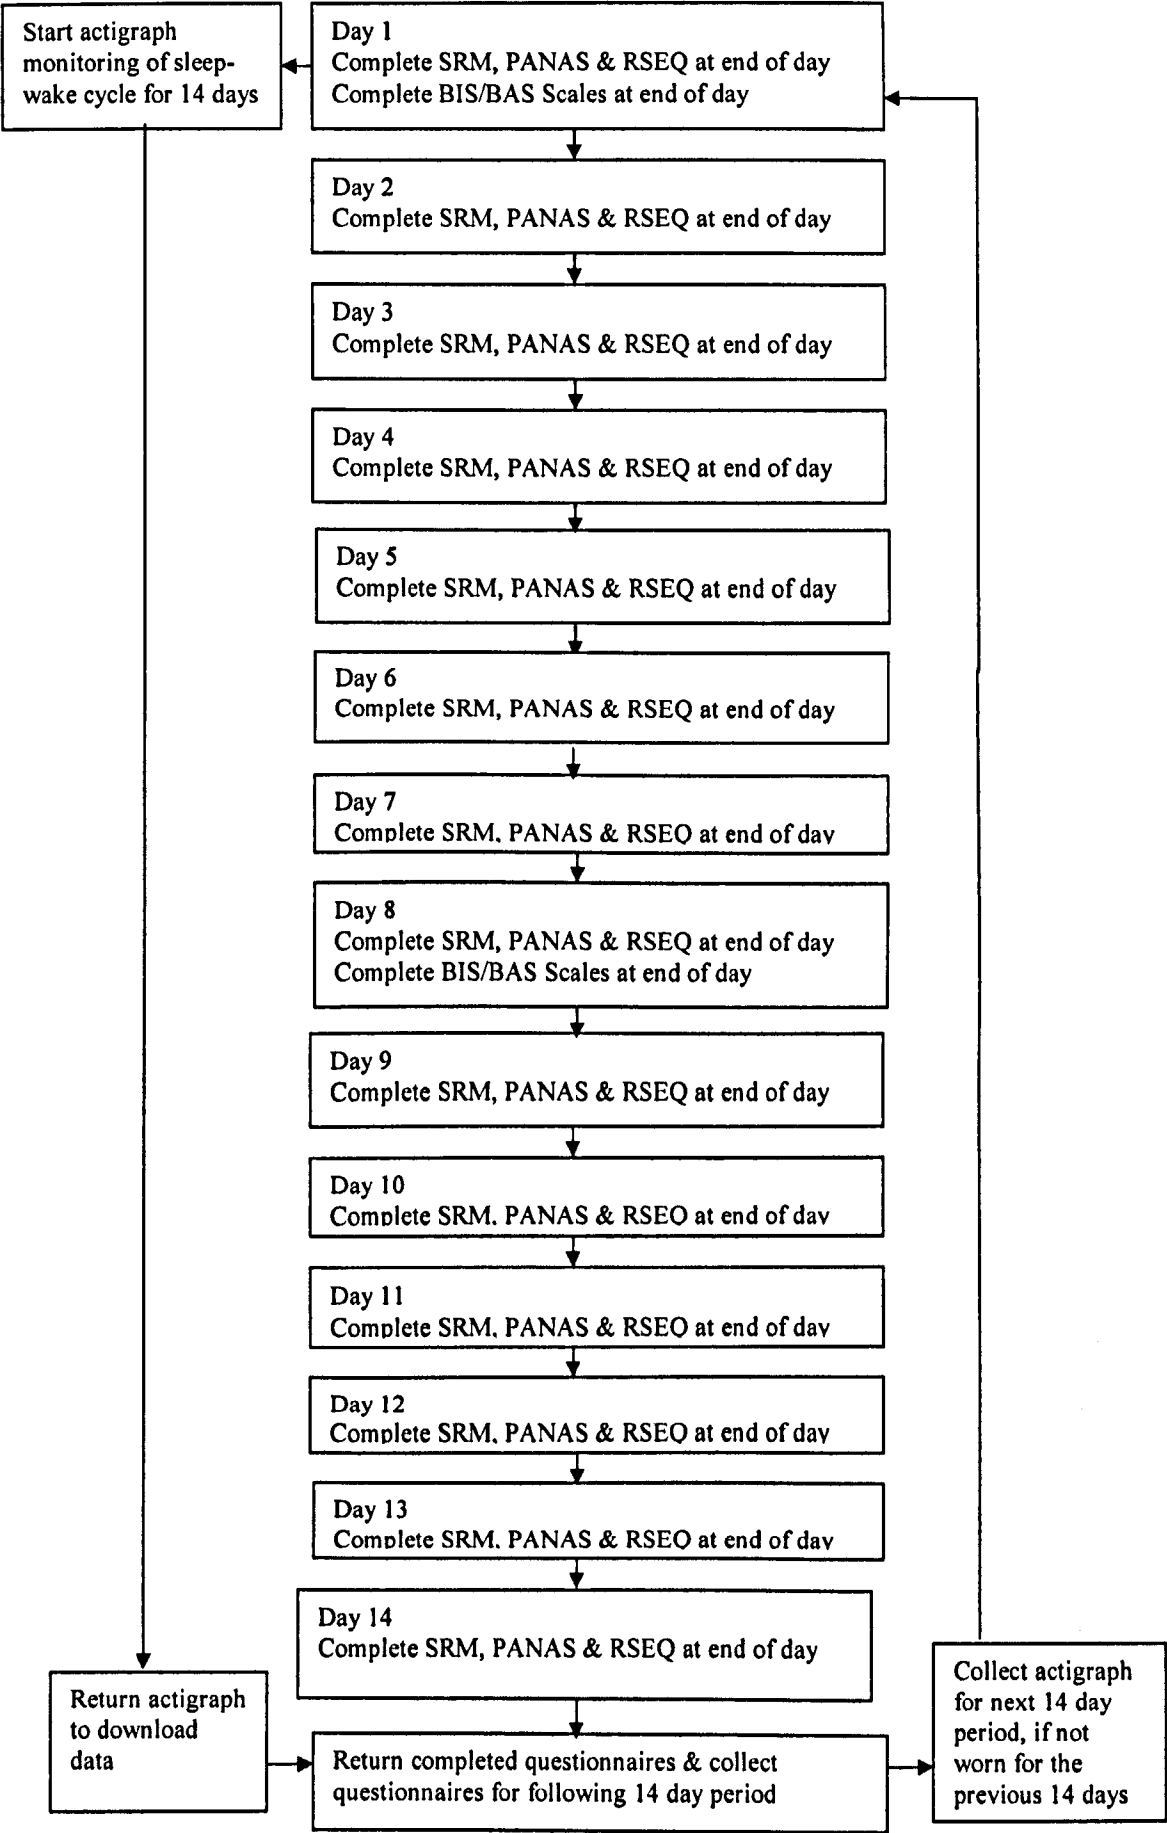 Start actigraph
monitoring of sleep-
wake cycle for 14 days
Day 1
Complete SRM, PANAS & RSEQ at end of day
Complete BIS/BAS Scales at end of day
Day 2
Complete SRM, PANAS & RSEQ at end of day
Day 3
Complete SRM, PANAS & RSEQ at end of day
Day 4
Complete SRM, PANAS & RSEQ at end of day
Day 5
Complete SRM, PANAS & RSEQ at end of day
Day 6
Complete SRM, PANAS & RSEQ at end of day
Day 7
Complete SRM, PANAS & RSEQ at end of day
Day 8
Complete SRM, PANAS & RSEQ at end of day
Complete BIS/BAS Scales at end of day
Day 9
Complete SRM, PANAS & RSEQ at end of day
Day 10
Complete SRM, PANAS & RSEQ at end of day
Day 11
Complete SRM, PANAS & RSEQ at end of day
Day 12
Complete SRM, PANAS & RSEQ at end of day
Day 13
Complete SRM, PANAS & RSEQ at end of day
Day 14
Complete SRM, PANAS & RSEQ at end of day
Return actigraph
to download
data
Return completed questionnaires & collect
questionnaires for following 14 day period
Collect actigraph
for next 14 day
period, if not
worn for the
previous 14 days